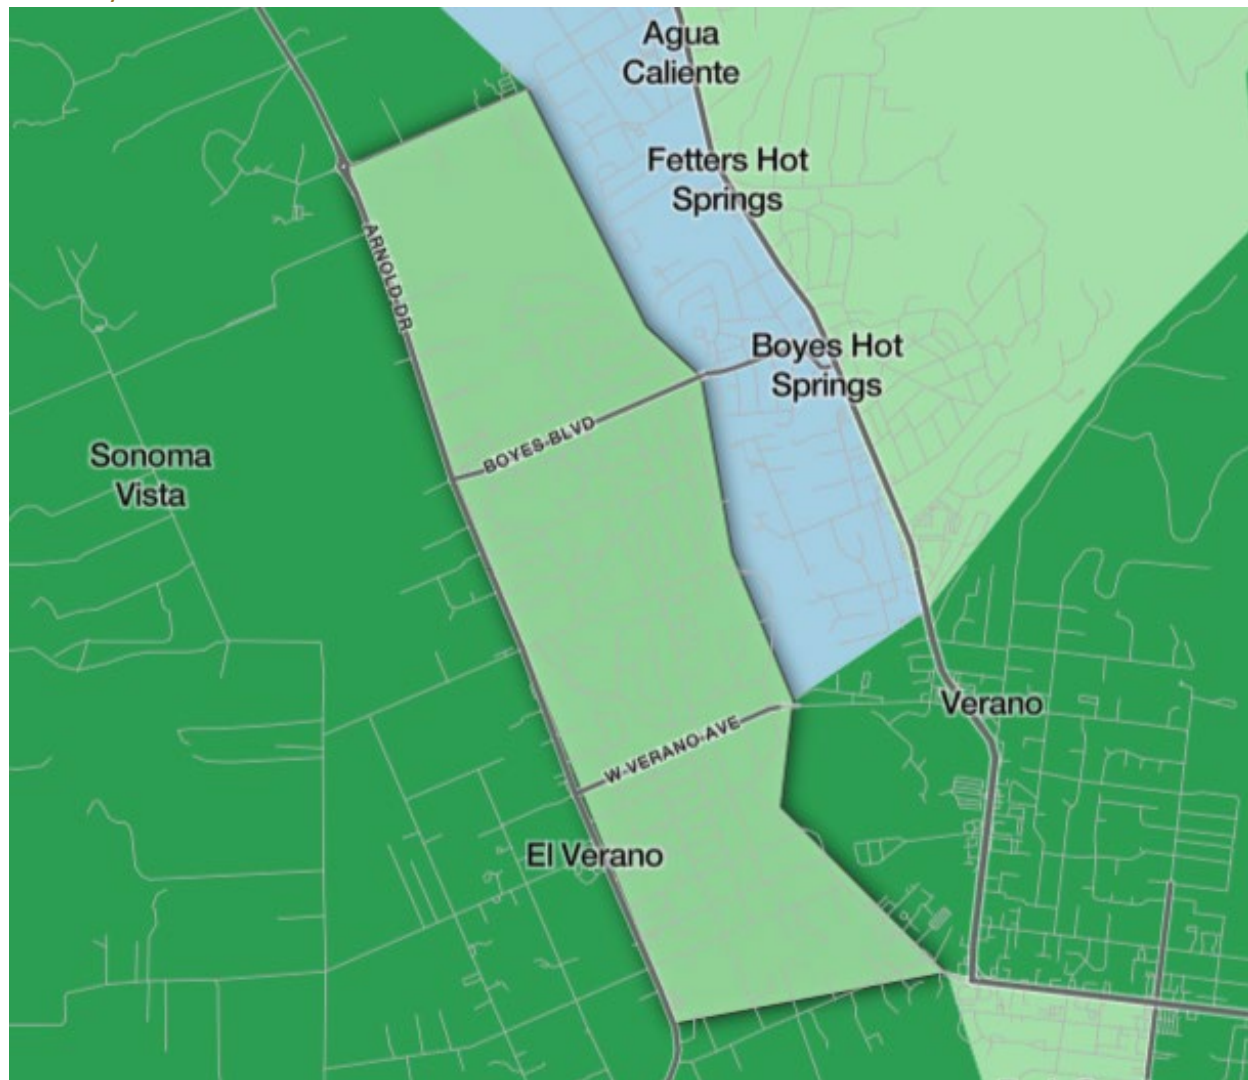 Agua
Caliente
Fetters Hot
Springs
ARNOLD DR
Boyes Hot
Springs
BOYES BLVD
Sonoma
Vista
Verano
W VERANO AVE
El Verano